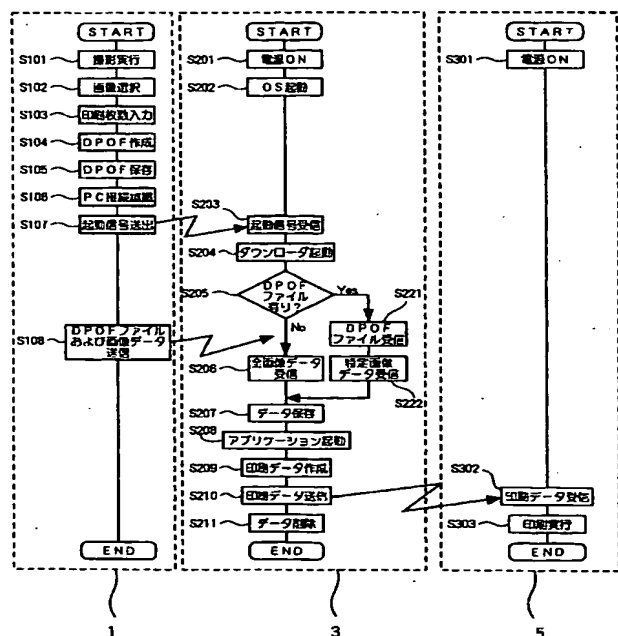 START
S101 撮影実行
S102 画像選択
S103 印刷枚数入力
S104 DPOF作成
S105 DPOF保存
S106 PC接続認識
S107 起動信号送出
S108 DPOFファイル
および画像データ
送信
END
1
START
S201 電源ON
S202 OS起動
S203
起動信号受信
S204 ダウンローダ起動
S205 DPOF
ファイル
有り?
Yes
No
S221
DPOF
ファイル受信
S206 全画像データ
受信
特定画像
データ受信
S222
S207 データ保存
S208
アプリケーション起動
S209 印刷データ作成
S210 印刷データ送信
S211 データ削除
END
3
START
S301 電源ON
S302
印刷データ受信
S303 印刷実行
END
5